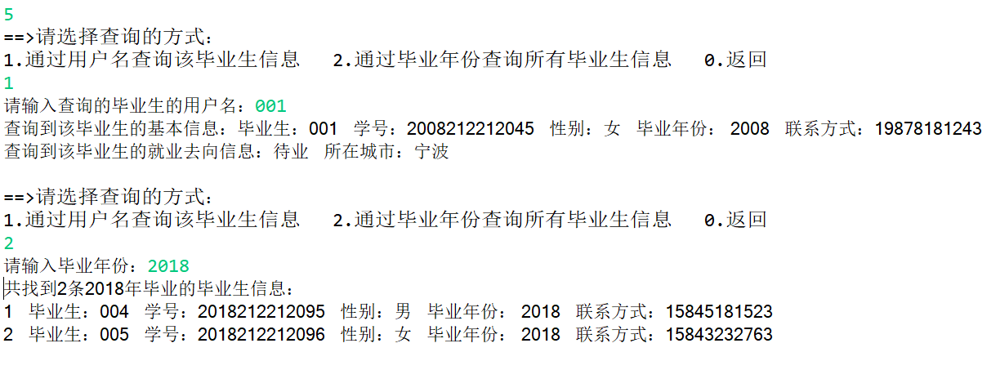 5
==>请选择查询的方式：
1.通过用户名查询该毕业生信息   2.通过毕业年份查询所有毕业生信息   0.返回
1
请输入查询的毕业生的用户名：001
查询到该毕业生的基本信息：毕业生：001   学号：2008212212045   性别：女   毕业年份： 2008   联系方式：19878181243
查询到该毕业生的就业去向信息：待业   所在城市：宁波
==>请选择查询的方式：
1.通过用户名查询该毕业生信息   2.通过毕业年份查询所有毕业生信息   0.返回
2
请输入毕业年份：2018
共找到2条2018年毕业的毕业生信息：
1   毕业生：004   学号：2018212212095   性别：男   毕业年份： 2018   联系方式：15845181523
2   毕业生：005   学号：2018212212096   性别：女   毕业年份： 2018   联系方式：15843232763